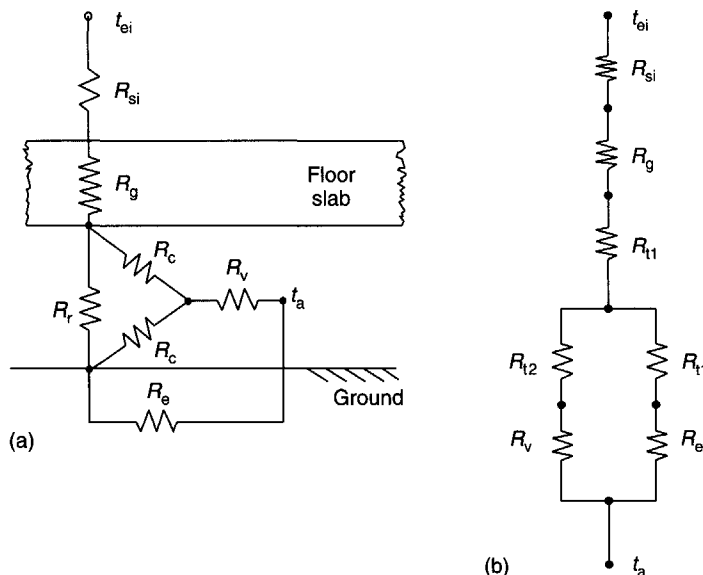 t_ei
R_si
Floor
slab
R_g
R_c
R_v
t_a
R_r
R_c
R_e
Ground
(a)
t_ei
R_si
R_g
R_t1
R_t2
R_t1
R_v
R_e
t_a
(b)